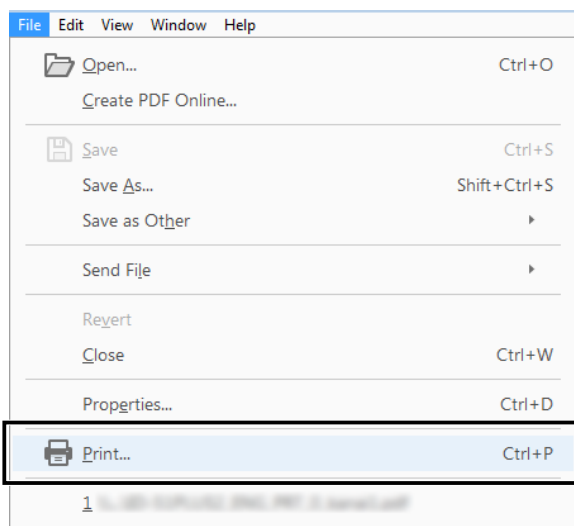 File Edit View Window Help
Open... Ctrl+O
Create PDF Online...
Save Ctrl+S
Save As... Shift+Ctrl+S
Save as Other
Send File
Revert
Close Ctrl+W
Properties... Ctrl+D
Print... Ctrl+P
1